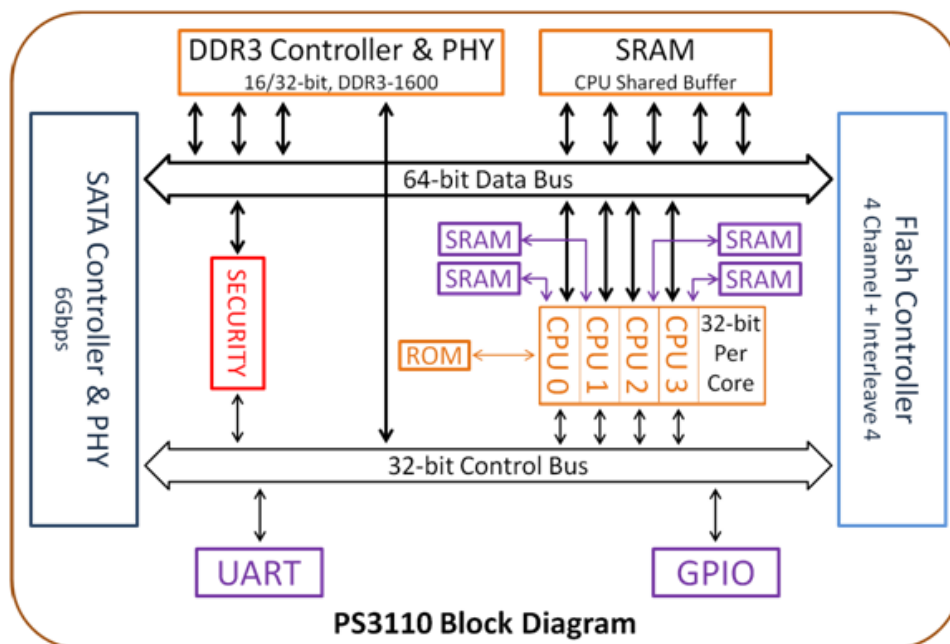 DDR3 Controller & PHY
16/32-bit, DDR3-1600
SRAM
CPU Shared Buffer
SATA Controller & PHY
6Gbps
64-bit Data Bus
Flash Controller
4 Channel + Interleave 4
SECURITY
SRAM
SRAM
SRAM
SRAM
ROM
CPU 0
CPU 1
CPU 2
CPU 3
32-bit
Per
Core
32-bit Control Bus
UART
GPIO
PS3110 Block Diagram